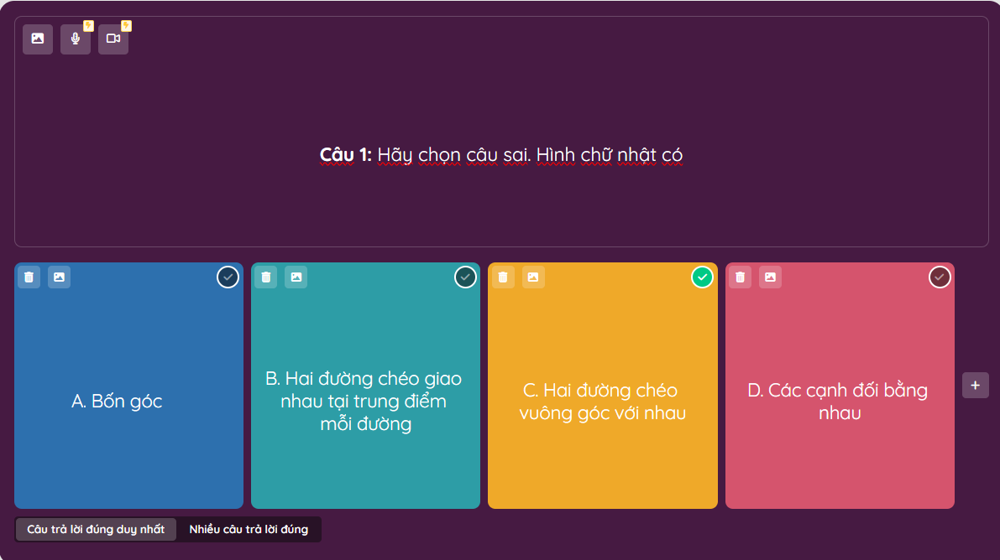 Câu 1: Hãy chọn câu sai. Hình chữ nhật có
A. Bốn góc
B. Hai đường chéo giao
nhau tại trung điểm
mỗi đường
C. Hai đường chéo
vuông góc với nhau
D. Các cạnh đối bằng
nhau
+
Câu trả lời đúng duy nhất
Nhiều câu trả lời đúng